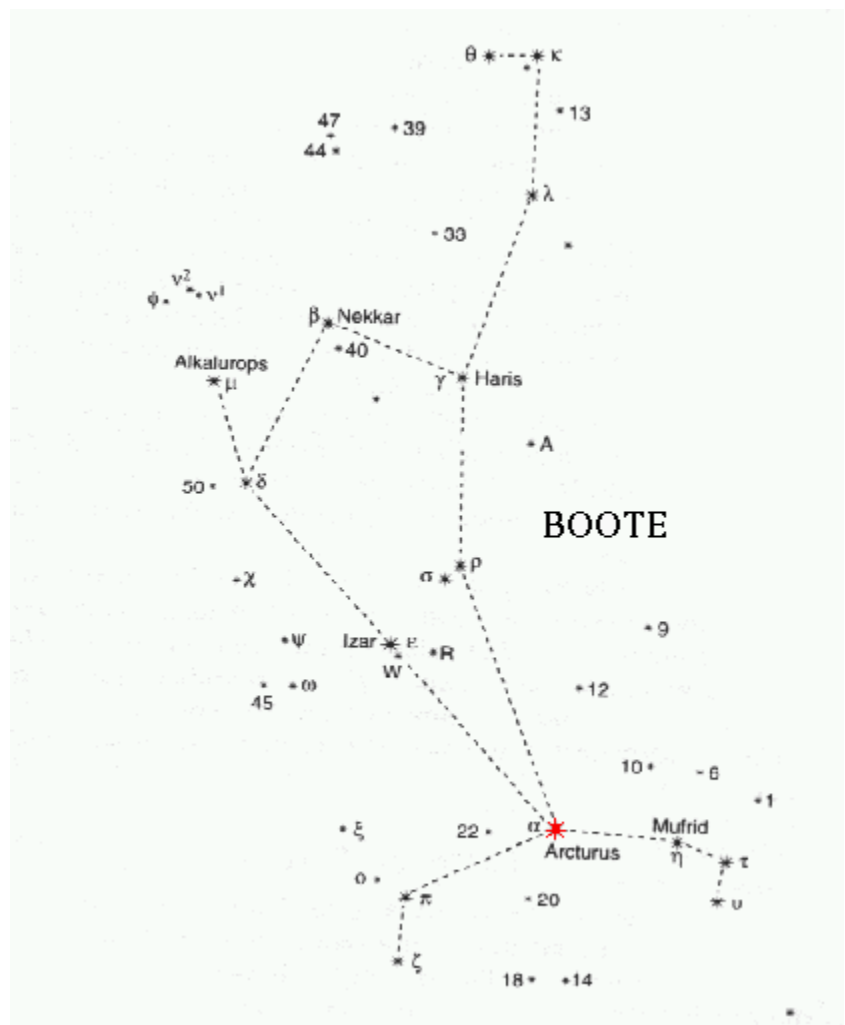 θ κ
13
47
39
44
λ
33
ν²
ν¹
φ
β Nekkar
40
Alkalurops
μ
γ Haris
A
50
δ
BOOTE
ρ
σ
χ
9
ψ
Izar ε
R
W
ω
45
12
10
6
1
ξ
22
α
Mufrid
Arcturus
η
τ
ο
π
20
υ
ζ
18
14